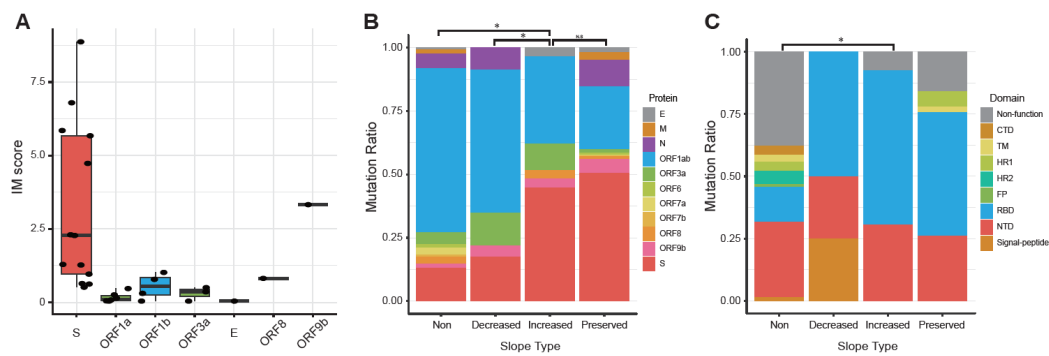 A
IM score
7.5
5.0
2.5
0
S
ORF1a
ORF1b
ORF3a
E
ORF8
ORF9b
B
Mutation Ratio
1.00
0.75
0.50
0.25
0.00
*
*
**
Non
Decreased
Increased
Preserved
Slope Type
Protein
E
M
N
ORF1ab
ORF3a
ORF6
ORF7a
ORF7b
ORF8
ORF9b
S
C
Mutation Ratio
1.00
0.75
0.50
0.25
0.00
*
Non
Decreased
Increased
Preserved
Slope Type
Domain
Non-function
CTD
TM
HR1
HR2
FP
RBD
NTD
Signal-peptide